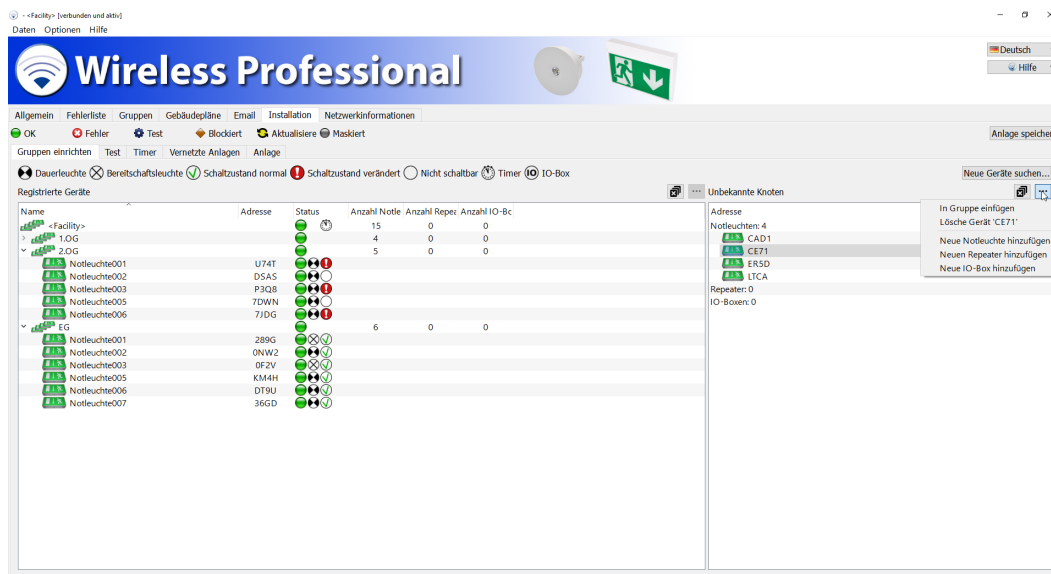 - <Facility> [verbunden und aktiv]
Daten Optionen Hilfe
Wireless Professional
Deutsch
Hilfe
Allgemein Fehlerliste Gruppen Gebäudepläne Email Installation Netzwerkinformationen
OK Fehler Test Blockiert Aktualisiere Maskiert
Anlage speicher
Gruppen einrichten Test Timer Vernetzte Anlagen Anlage
Dauerleuchte Bereitschaftsleuchte Schaltzustand normal Schaltzustand verändert Nicht schaltbar Timer IO IO-Box
Neue Geräte suchen...
Registrierte Geräte
Unbekannte Knoten
Name Adresse Status Anzahl Notle Anzahl Repea Anzahl IO-Bo
<Facility> 15 0 0
1.OG 4 0 0
2.OG 5 0 0
Notleuchte001 U74T
Notleuchte002 DSAS
Notleuchte003 P3Q8
Notleuchte005 7DWN
Notleuchte006 7JDG
EG 6 0 0
Notleuchte001 289G
Notleuchte002 0NW2
Notleuchte003 0F2V
Notleuchte005 KM4H
Notleuchte006 DT9U
Notleuchte007 36GD
Adresse
Notleuchten: 4
CAD1
CE71
ER5D
LTCA
Repeater: 0
IO-Boxen: 0
In Gruppe einfügen
Lösche Gerät 'CE71'
Neue Notleuchte hinzufügen
Neuen Repeater hinzufügen
Neue IO-Box hinzufügen